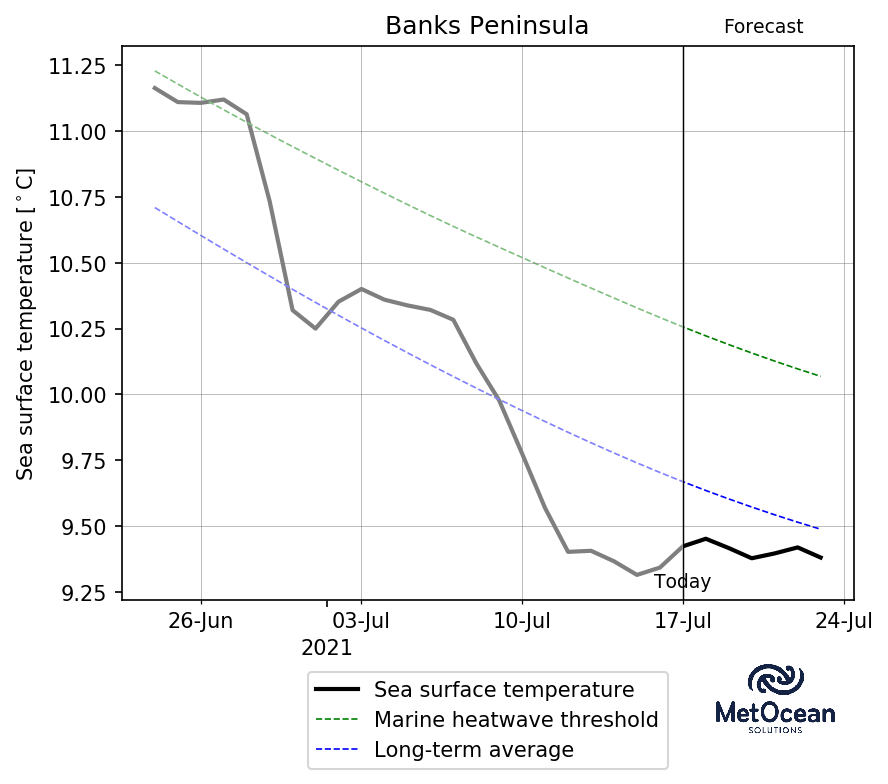 Banks Peninsula
Forecast
Sea surface temperature [°C]
11.25
11.00
10.75
10.50
10.25
10.00
9.75
9.50
9.25
Today
26-Jun
03-Jul
10-Jul
17-Jul
24-Jul
2021
Sea surface temperature
Marine heatwave threshold
Long-term average
MetOcean
SOLUTIONS